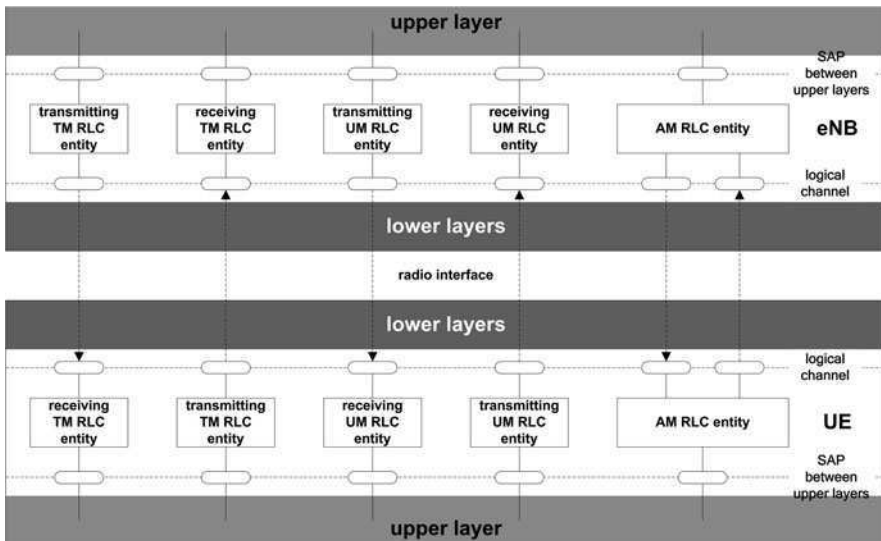 upper layer
SAP
between
upper layers
transmitting
TM RLC
entity
receiving
TM RLC
entity
transmitting
UM RLC
entity
receiving
UM RLC
entity
AM RLC entity
eNB
logical
channel
lower layers
radio interface
lower layers
logical
channel
receiving
TM RLC
entity
transmitting
TM RLC
entity
receiving
UM RLC
entity
transmitting
UM RLC
entity
AM RLC entity
UE
SAP
between
upper layers
upper layer